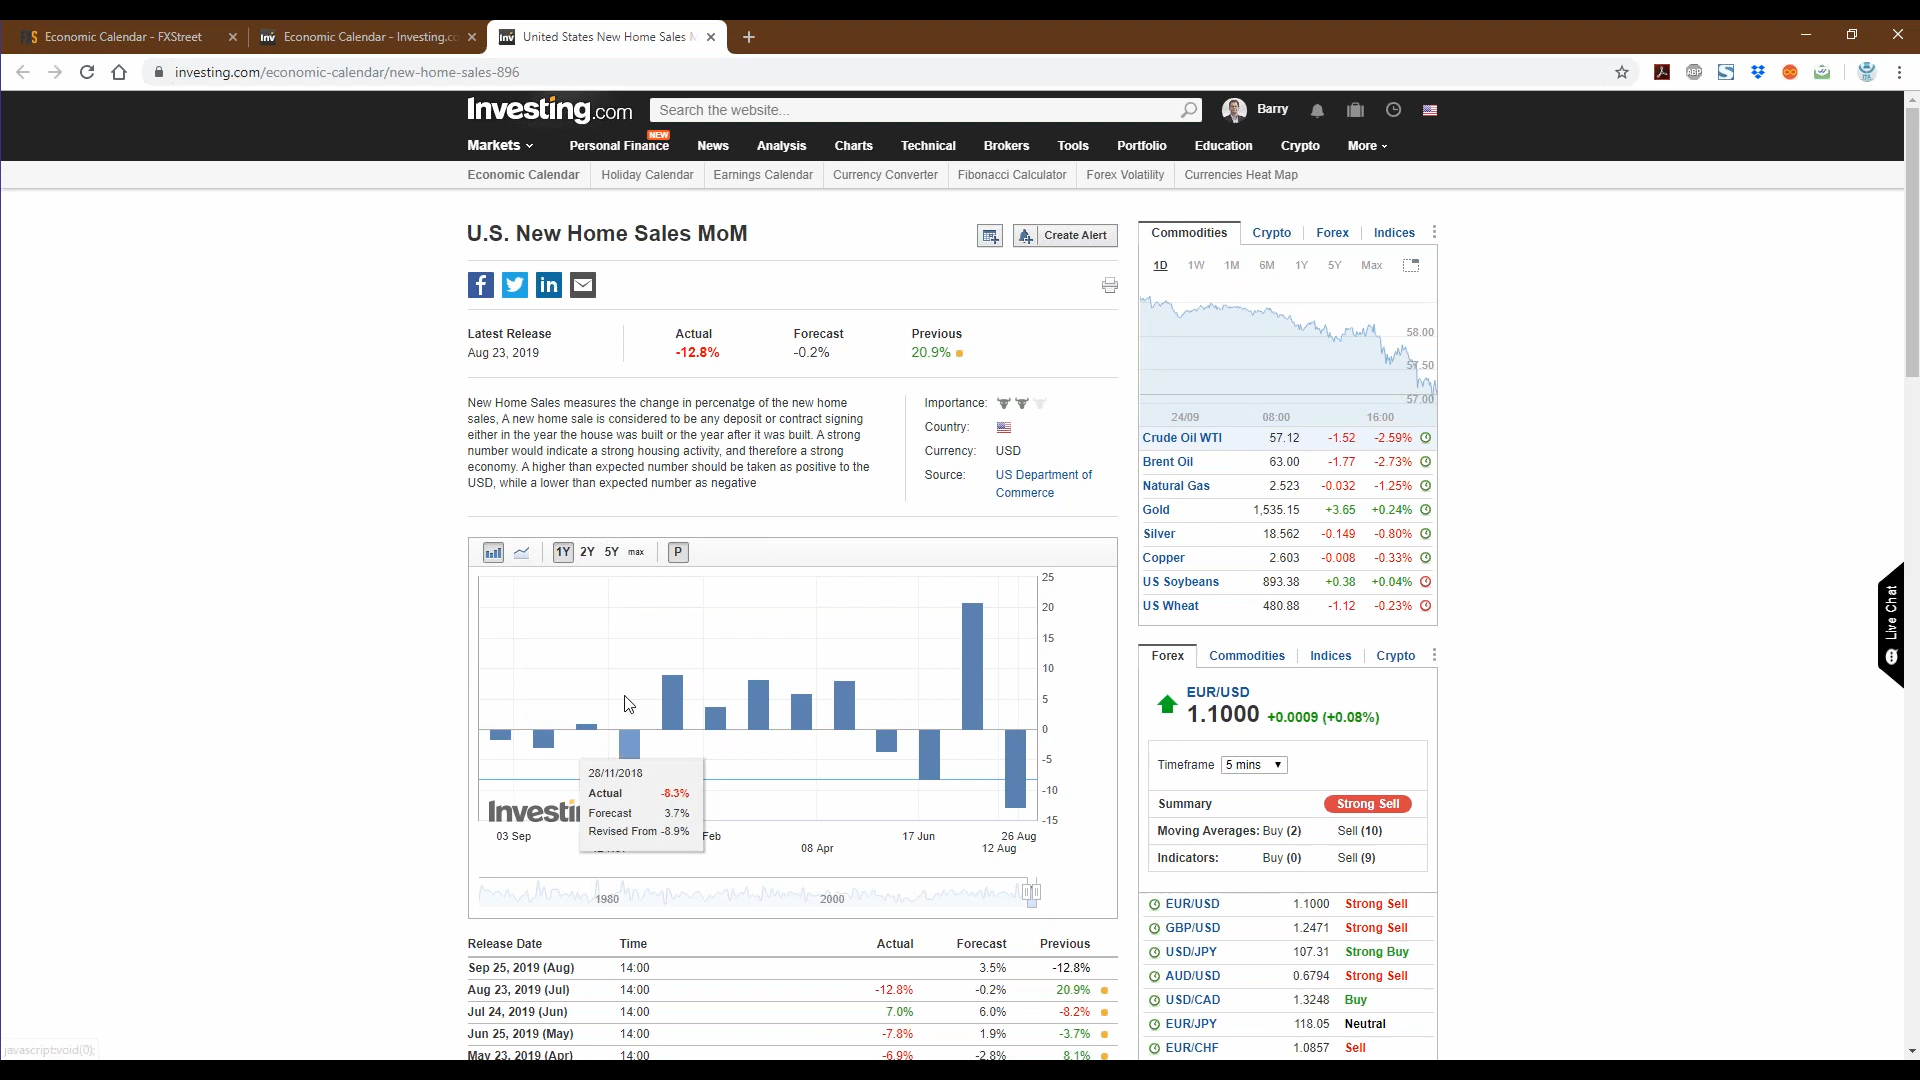 Economic Calendar - FXStreet
Economic Calendar - Investing.co
United States New Home Sales M
investing.com/economic-calendar/new-home-sales-896
ABP
Investing.com
Search the website...
Barry
NEW
Markets
Personal Finance
News
Analysis
Charts
Technical
Brokers
Tools
Portfolio
Education
Crypto
More
Economic Calendar
Holiday Calendar
Earnings Calendar
Currency Converter
Fibonacci Calculator
Forex Volatility
Currencies Heat Map
U.S. New Home Sales MoM
Create Alert
Latest Release
Actual
Forecast
Previous
Aug 23, 2019
-12.8%
-0.2%
20.9%
New Home Sales measures the change in percenatge of the new home
sales, A new home sale is considered to be any deposit or contract signing
either in the year the house was built or the year after it was built. A strong
number would indicate a strong housing activity, and therefore a strong
economy. A higher than expected number should be taken as positive to the
USD, while a lower than expected number as negative
Importance:
Country:
Currency: USD
Source: US Department of
Commerce
1Y 2Y 5Y max P
25
20
15
10
5
0
-5
-10
-15
28/11/2018
Actual -8.3%
Forecast 3.7%
Revised From -8.9%
Investi
03 Sep
Feb
08 Apr
17 Jun
12 Aug
26 Aug
1980
2000
Release Date Time Actual Forecast Previous
Sep 25, 2019 (Aug) 14:00 3.5% -12.8%
Aug 23, 2019 (Jul) 14:00 -12.8% -0.2% 20.9%
Jul 24, 2019 (Jun) 14:00 7.0% 6.0% -8.2%
Jun 25, 2019 (May) 14:00 -7.8% 1.9% -3.7%
May 23, 2019 (Apr) 14:00 -6.9% -2.8% 8.1%
Commodities Crypto Forex Indices
1D 1W 1M 6M 1Y 5Y Max
58.00
57.50
57.00
24/09 08:00 16:00
Crude Oil WTI 57.12 -1.52 -2.59%
Brent Oil 63.00 -1.77 -2.73%
Natural Gas 2.523 -0.032 -1.25%
Gold 1,535.15 +3.65 +0.24%
Silver 18.562 -0.149 -0.80%
Copper 2.603 -0.008 -0.33%
US Soybeans 893.38 +0.38 +0.04%
US Wheat 480.88 -1.12 -0.23%
Forex Commodities Indices Crypto
EUR/USD
1.1000 +0.0009 (+0.08%)
Timeframe 5 mins
Summary Strong Sell
Moving Averages: Buy (2) Sell (10)
Indicators: Buy (0) Sell (9)
EUR/USD 1.1000 Strong Sell
GBP/USD 1.2471 Strong Sell
USD/JPY 107.31 Strong Buy
AUD/USD 0.6794 Strong Sell
USD/CAD 1.3248 Buy
EUR/JPY 118.05 Neutral
EUR/CHF 1.0857 Sell
Live Chat
javascript:void(0);